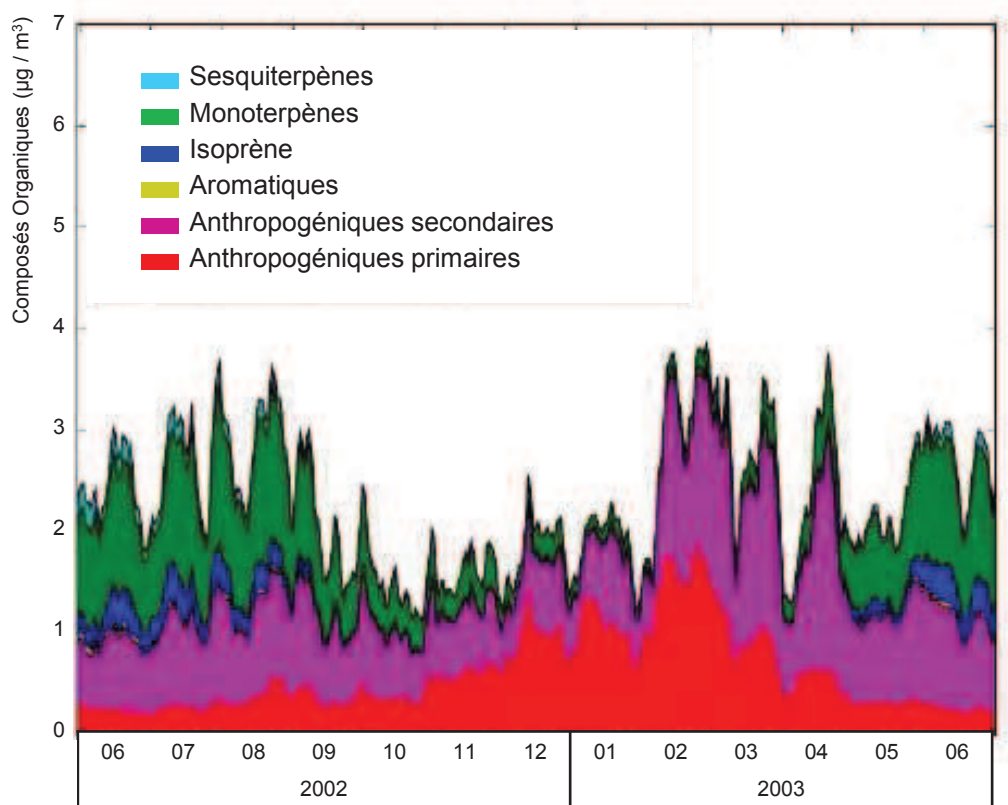 Composés Organiques (µg / m³)
7
6
5
4
3
2
1
0
Sesquiterpènes
Monoterpènes
Isoprène
Aromatiques
Anthropogéniques secondaires
Anthropogéniques primaires
06 07 08 09 10 11 12 01 02 03 04 05 06
2002 2003